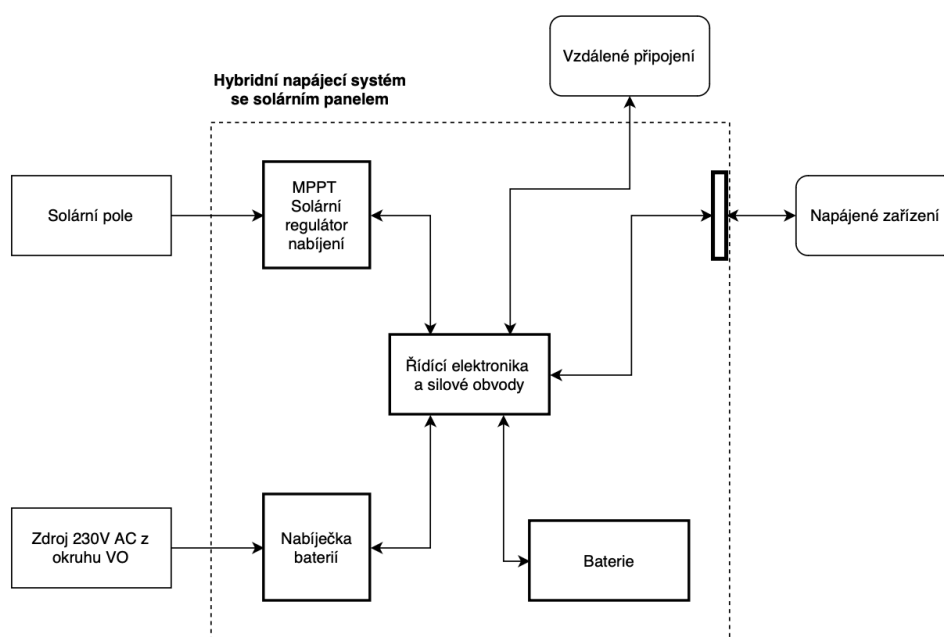 Vzdálené připojení
Hybridní napájecí systém
se solárním panelem
Solární pole
MPPT
Solární
regulátor
nabíjení
Napájené zařízení
Řídící elektronika
a silové obvody
Zdroj 230V AC z
okruhu VO
Nabíječka
baterií
Baterie